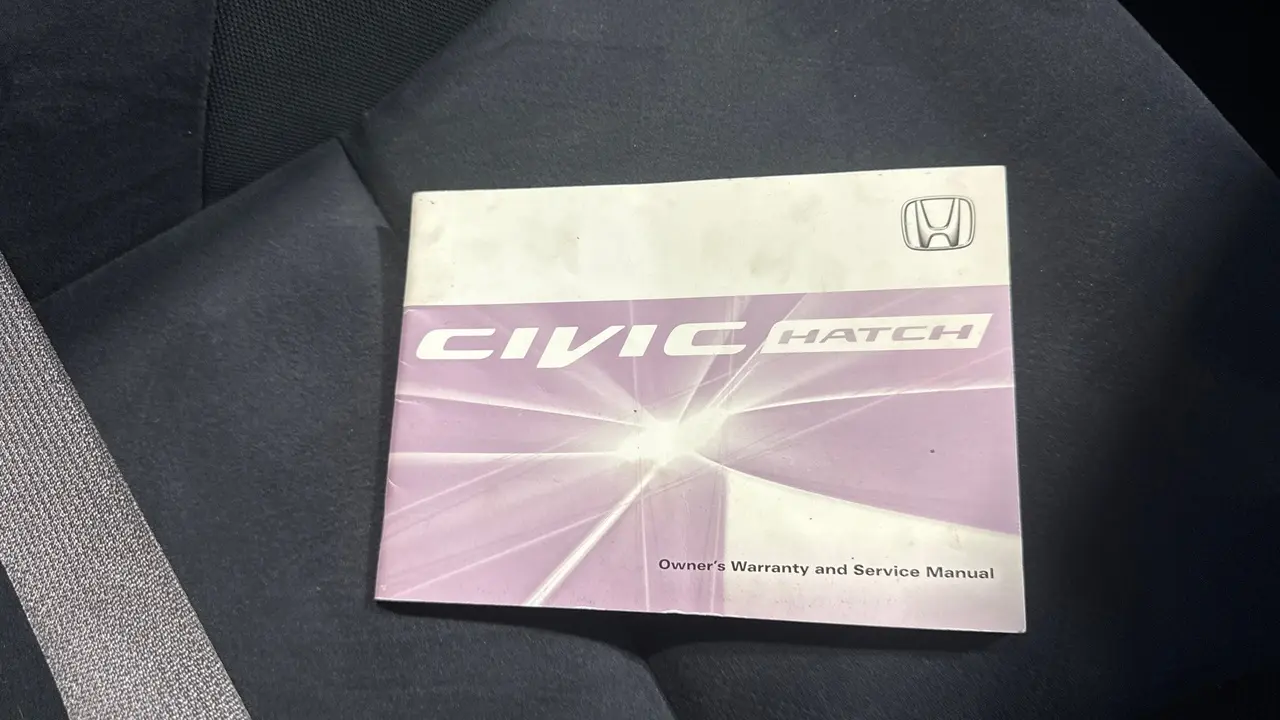 CIVIC HATCH
Owner's Warranty and Service Manual